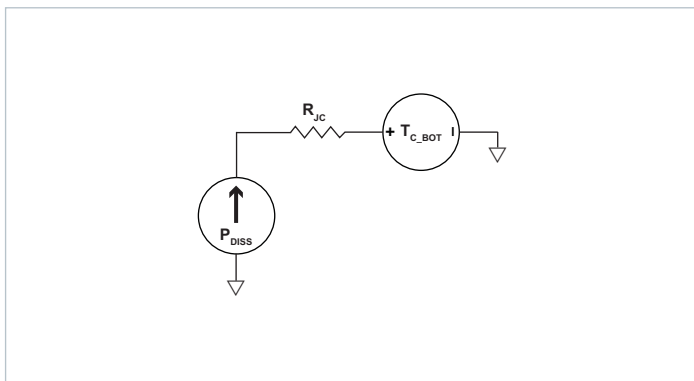 R_JC
+ T_C_BOT –
P_DISS